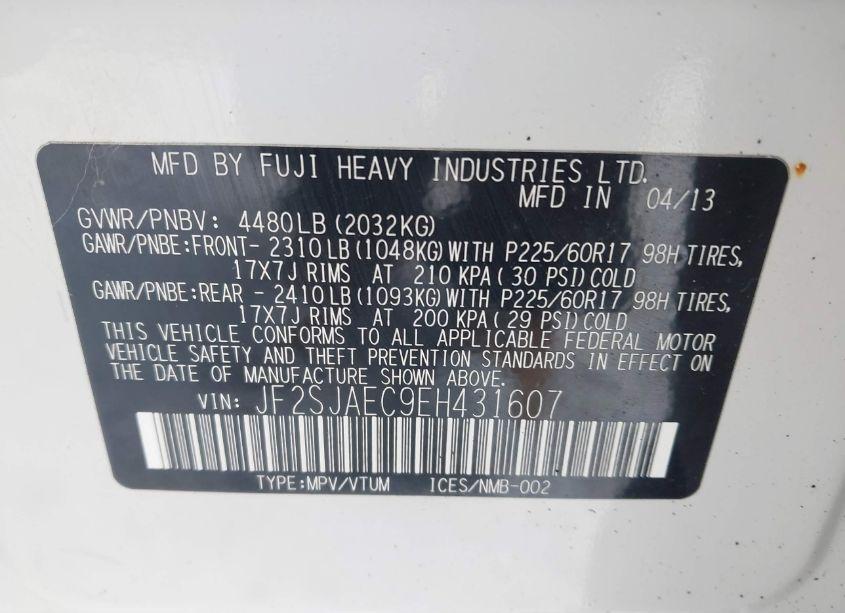 MFD BY FUJI HEAVY INDUSTRIES LTD.
MFD IN 04/13
GVWR/PNBV: 4480LB (2032KG)
GAWR/PNBE:FRONT- 2310LB (1048KG) WITH P225/60R17 98H TIRES,
17X7J RIMS AT 210 KPA (30 PSI) COLD
GAWR/PNBE:REAR - 2410LB (1093KG) WITH P225/60R17 98H TIRES,
17X7J RIMS AT 200 KPA (29 PSI) COLD
THIS VEHICLE CONFORMS TO ALL APPLICABLE FEDERAL MOTOR
VEHICLE SAFETY AND THEFT PREVENTION STANDARDS IN EFFECT ON
THE DATE OF MANUFACTURE SHOWN ABOVE.
VIN: JF2SJAEC9EH431607
TYPE:MPV/VTUM ICES/NMB-002